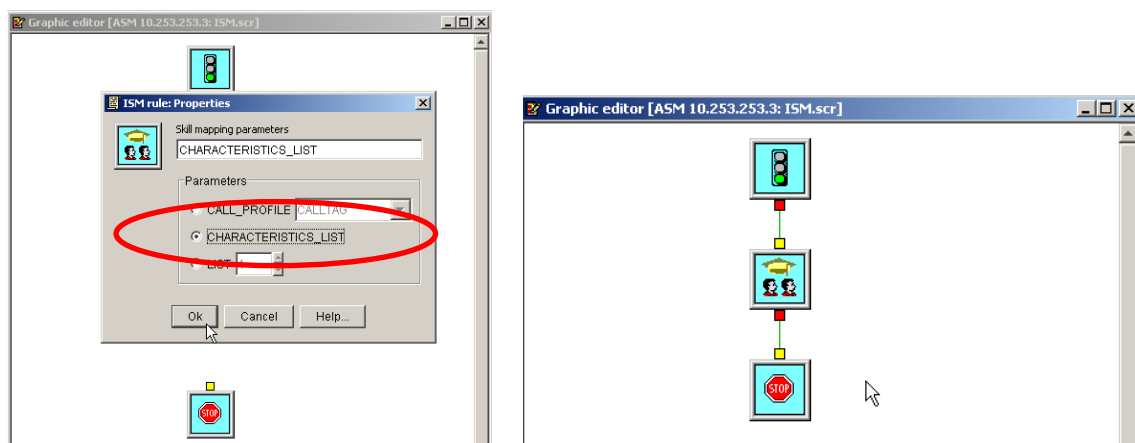 Graphic editor [ASM 10.253.253.3: ISM.scr]
ISM rule: Properties
Skill mapping parameters
CHARACTERISTICS_LIST
Parameters
CALL_PROFILE CALLTAG
CHARACTERISTICS_LIST
LIST
Ok Cancel Help...
STOP
Graphic editor [ASM 10.253.253.3: ISM.scr]
STOP